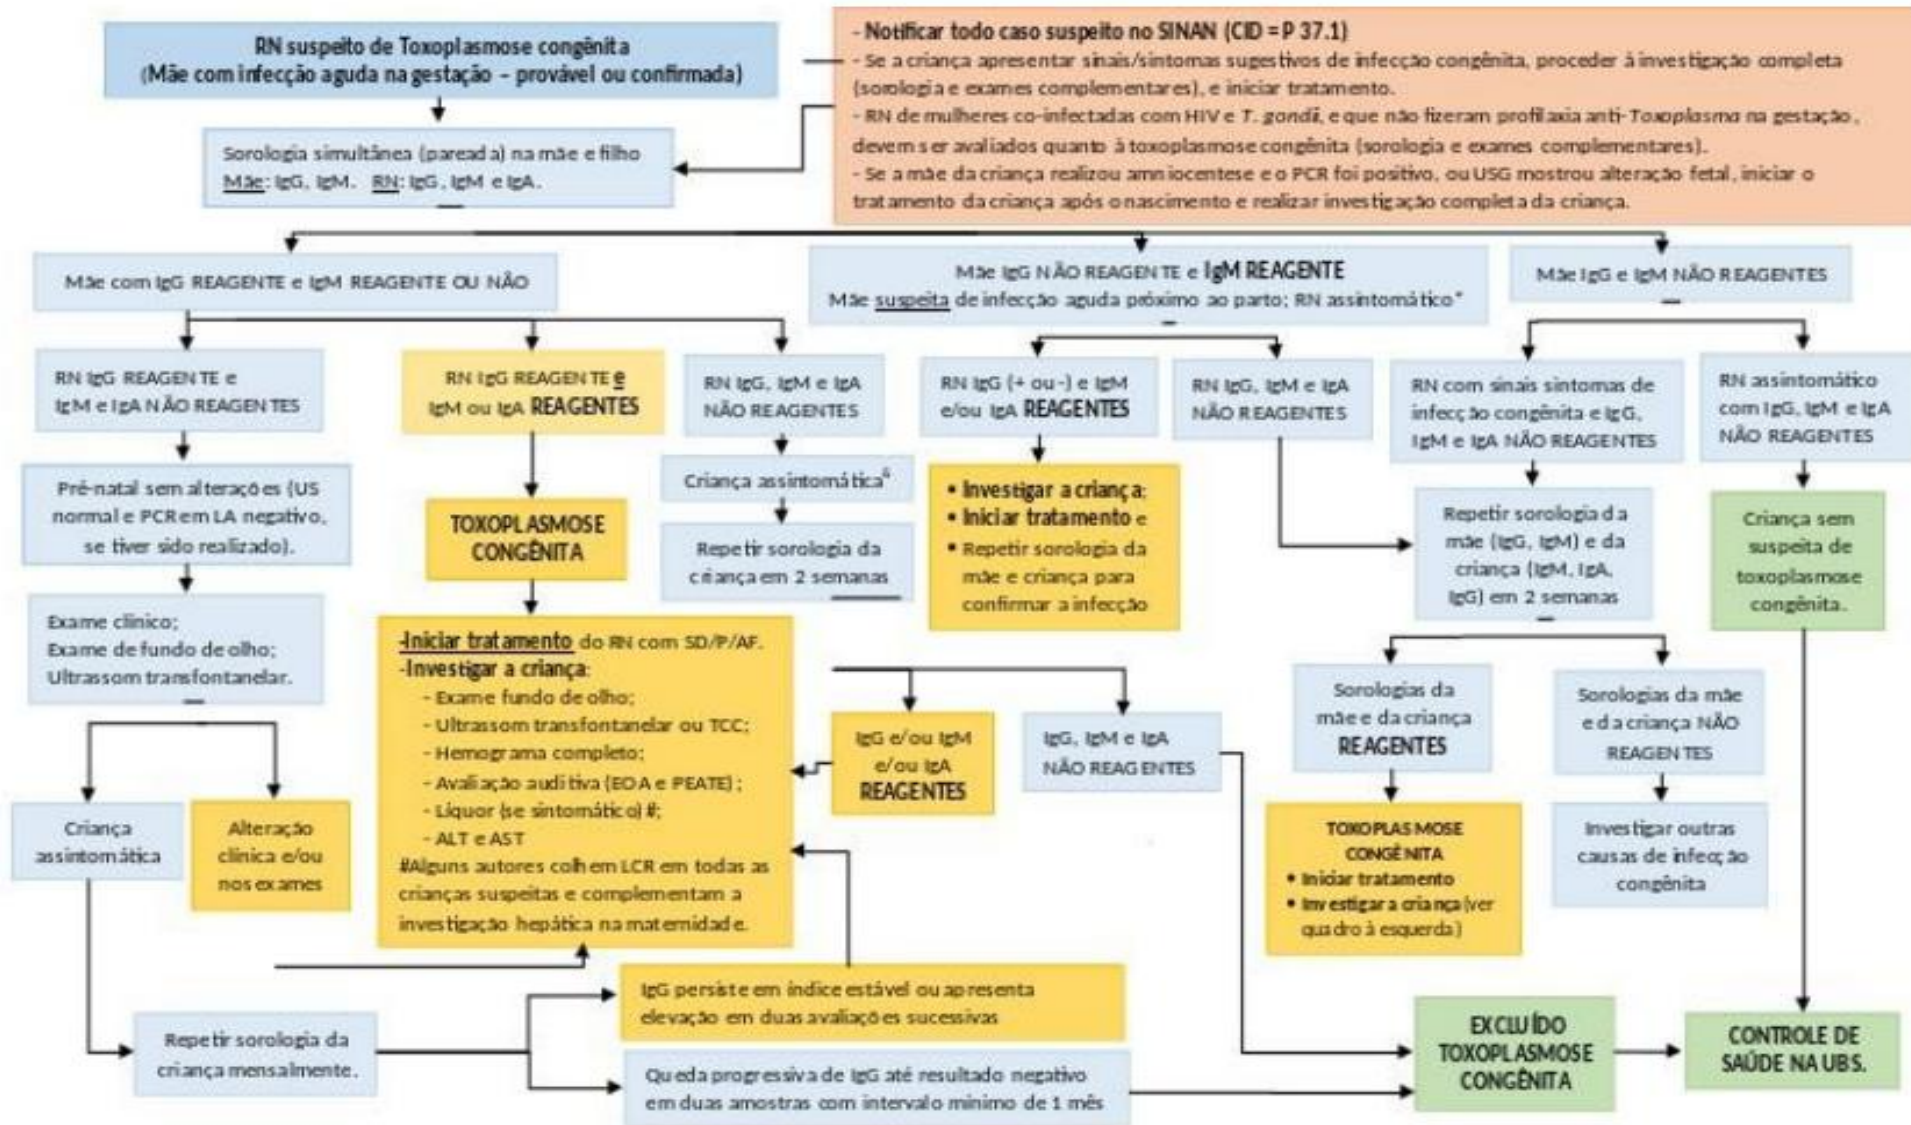 RN suspeito de Toxoplasmose congênita
(Mãe com infecção aguda na gestação – provável ou confirmada)
- Notificar todo caso suspeito no SINAN (CID = P 37.1)
- Se a criança apresentar sinais/sintomas sugestivos de infecção congênita, proceder à investigação completa
(sorologia e exames complementares), e iniciar tratamento.
- RN de mulheres co-infectadas com HIV e T. gondii, e que não fizeram profilaxia anti-Toxoplasma na gestação,
devem ser avaliados quanto à toxoplasmose congênita (sorologia e exames complementares).
- Se a mãe da criança realizou amniocentese e o PCR foi positivo, ou USG mostrou alteração fetal, iniciar o
tratamento da criança após o nascimento e realizar investigação completa da criança.
Sorologia simultânea (pareada) na mãe e filho
Mãe: IgG, IgM. RN: IgG, IgM e IgA.
Mãe com IgG REAGENTE e IgM REAGENTE OU NÃO
Mãe IgG NÃO REAGENTE e IgM REAGENTE
Mãe suspeita de infecção aguda próximo ao parto; RN assintomático*
Mãe IgG e IgM NÃO REAGENTES
RN IgG REAGENTE e
IgM e IgA NÃO REAGENTES
RN IgG REAGENTE e
IgM ou IgA REAGENTES
RN IgG, IgM e IgA
NÃO REAGENTES
RN IgG (+ ou -) e IgM
e/ou IgA REAGENTES
RN IgG, IgM e IgA
NÃO REAGENTES
RN com sinais sintomas de
infecção congênita e IgG,
IgM e IgA NÃO REAGENTES
RN assintomático
com IgG, IgM e IgA
NÃO REAGENTES
Pré-natal sem alterações (US
normal e PCR em LA negativo,
se tiver sido realizado).
TOXOPLASMOSE
CONGÊNITA
Criança assintomática&
Repetir sorologia da
criança em 2 semanas
• Investigar a criança;
• Iniciar tratamento e
• Repetir sorologia da
mãe e criança para
confirmar a infecção
Repetir sorologia da
mãe (IgG, IgM) e da
criança (IgM, IgA,
IgG) em 2 semanas
Criança sem
suspeita de
toxoplasmose
congênita.
Exame clínico;
Exame de fundo de olho;
Ultrassom transfontanelar.
-Iniciar tratamento do RN com SD/P/AF.
-Investigar a criança:
- Exame fundo de olho;
- Ultrassom transfontanelar ou TCC;
- Hemograma completo;
- Avaliação auditiva (EOA e PEATE);
- Líquor (se sintomático) #;
- ALT e AST
#Alguns autores colhem LCR em todas as
crianças suspeitas e complementam a
investigação hepática na maternidade.
IgG e/ou IgM
e/ou IgA
REAGENTES
IgG, IgM e IgA
NÃO REAGENTES
Sorologias da
mãe e da criança
REAGENTES
Sorologias da mãe
e da criança NÃO
REAGENTES
Criança
assintomática
Alteração
clínica e/ou
nos exames
TOXOPLASMOSE
CONGÊNITA
• Iniciar tratamento
• Investigar a criança (ver
quadro à esquerda)
Investigar outras
causas de infecção
congênita
Repetir sorologia da
criança mensalmente.
IgG persiste em índice estável ou apresenta
elevação em duas avaliações sucessivas
Queda progressiva de IgG até resultado negativo
em duas amostras com intervalo mínimo de 1 mês
EXCLUÍDO
TOXOPLASMOSE
CONGÊNITA
CONTROLE DE
SAÚDE NA UBS.